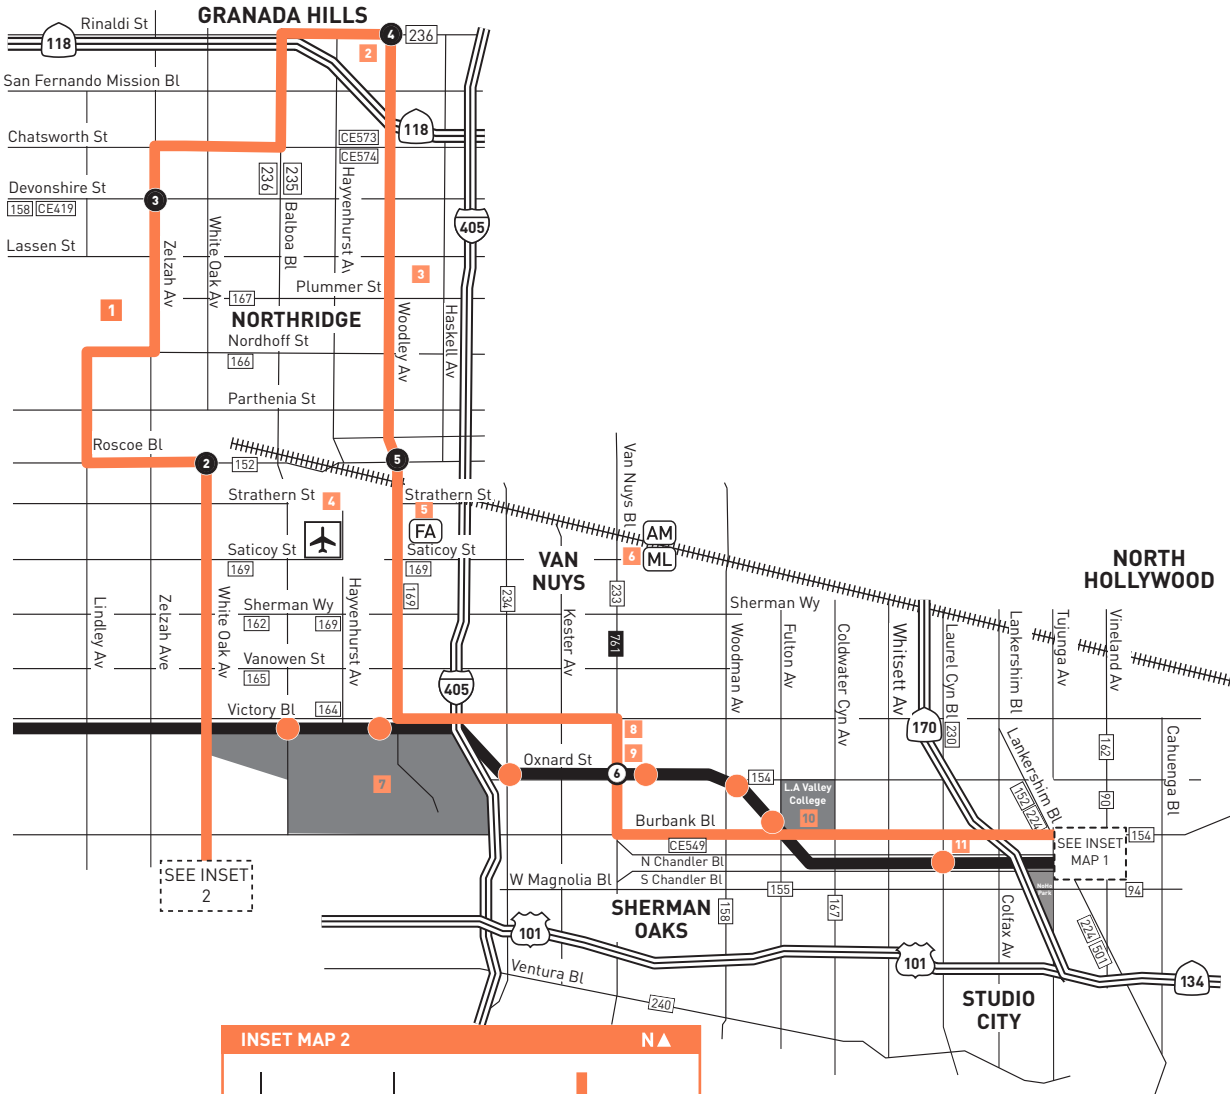 GRANADA HILLS
Rinaldi St
4
236
118
2
San Fernando Mission Bl
118
Chatsworth St
CE573
CE574
236
235
Hayvenhurst Av
Devonshire St
158
CE419
3
Balboa Bl
White Oak Av
405
Lassen St
Zelzah Av
3
Plummer St
167
1
NORTHRIDGE
Woodley Av
Haskell Av
Nordhoff St
166
Parthenia St
Roscoe Bl
2
152
5
Van Nuys Bl
Strathern St
4
Strathern St
5
FA
AM
ML
6
Saticoy St
169
Saticoy St
169
VAN
NUYS
NORTH
HOLLYWOOD
169
234
233
Lindley Av
Zelzah Ave
White Oak Av
Sherman Wy
162
169
Hayvenhurst Av
Kester Av
761
Sherman Wy
Woodman Av
Fulton Av
Coldwater Cyn Av
Whitsett Av
Laurel Cyn Bl
Lankershim Bl
Tujunga Av
Vineland Av
Vanowen St
165
405
Victory Bl
164
170
230
8
9
Oxnard St
6
154
7
L.A Valley
College
10
Lankershim Bl
152
224
162
90
Cahuenga Bl
Burbank Bl
CE549
11
SEE INSET
MAP 1
154
N Chandler Bl
S Chandler Bl
SEE INSET
2
W Magnolia Bl
155
NoHo
Park
94
SHERMAN
OAKS
158
167
Colfax Av
224
501
101
101
134
Ventura Bl
240
STUDIO
CITY
INSET MAP 2
N▲